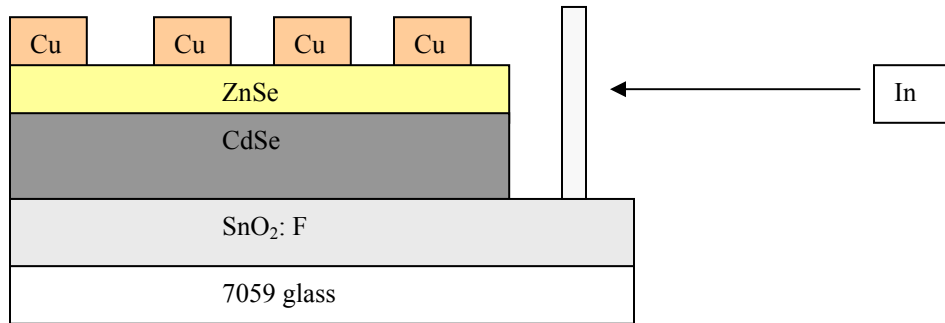 Cu Cu Cu Cu
ZnSe
In
CdSe
SnO₂: F
7059 glass